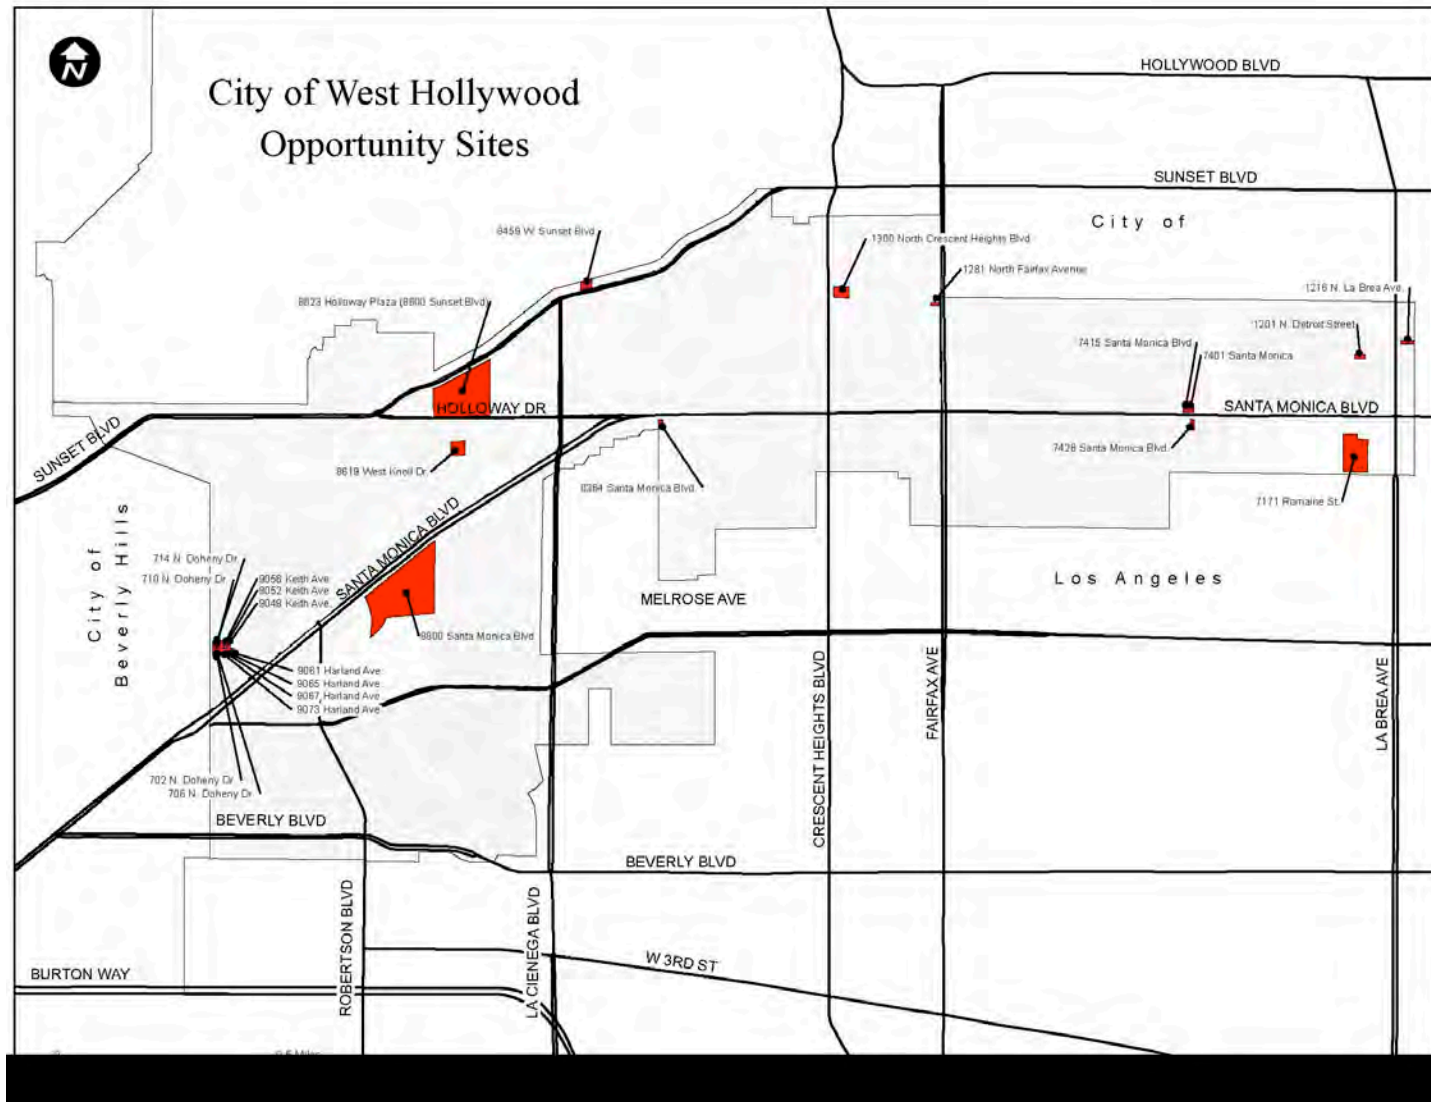 N
City of West Hollywood
Opportunity Sites
HOLLYWOOD BLVD
SUNSET BLVD
City of
8459 W. Sunset Blvd.
1300 North Crescent Heights Blvd.
1281 North Fairfax Avenue
8623 Holloway Plaza (8600 Sunset Blvd)
1216 N. La Brea Ave.
1201 N. Detroit Street
7415 Santa Monica Blvd
7401 Santa Monica
HOLLOWAY DR
SANTA MONICA BLVD
SUNSET BLVD
8619 West Knoll Dr.
7428 Santa Monica Blvd.
8364 Santa Monica Blvd.
7171 Romaine St.
SANTA MONICA BLVD
City of
Beverly Hills
714 N. Doheny Dr.
710 N. Doheny Dr.
9056 Keith Ave
9052 Keith Ave.
9048 Keith Ave.
Los Angeles
MELROSE AVE
8800 Santa Monica Blvd
9061 Harland Ave
9065 Harland Ave
9067 Harland Ave
9073 Harland Ave
CRESCENT HEIGHTS BLVD
FAIRFAX AVE
LA BREA AVE
702 N. Doheny Dr
706 N. Doheny Dr
BEVERLY BLVD
BEVERLY BLVD
ROBERTSON BLVD
LA CIENEGA BLVD
W 3RD ST
BURTON WAY